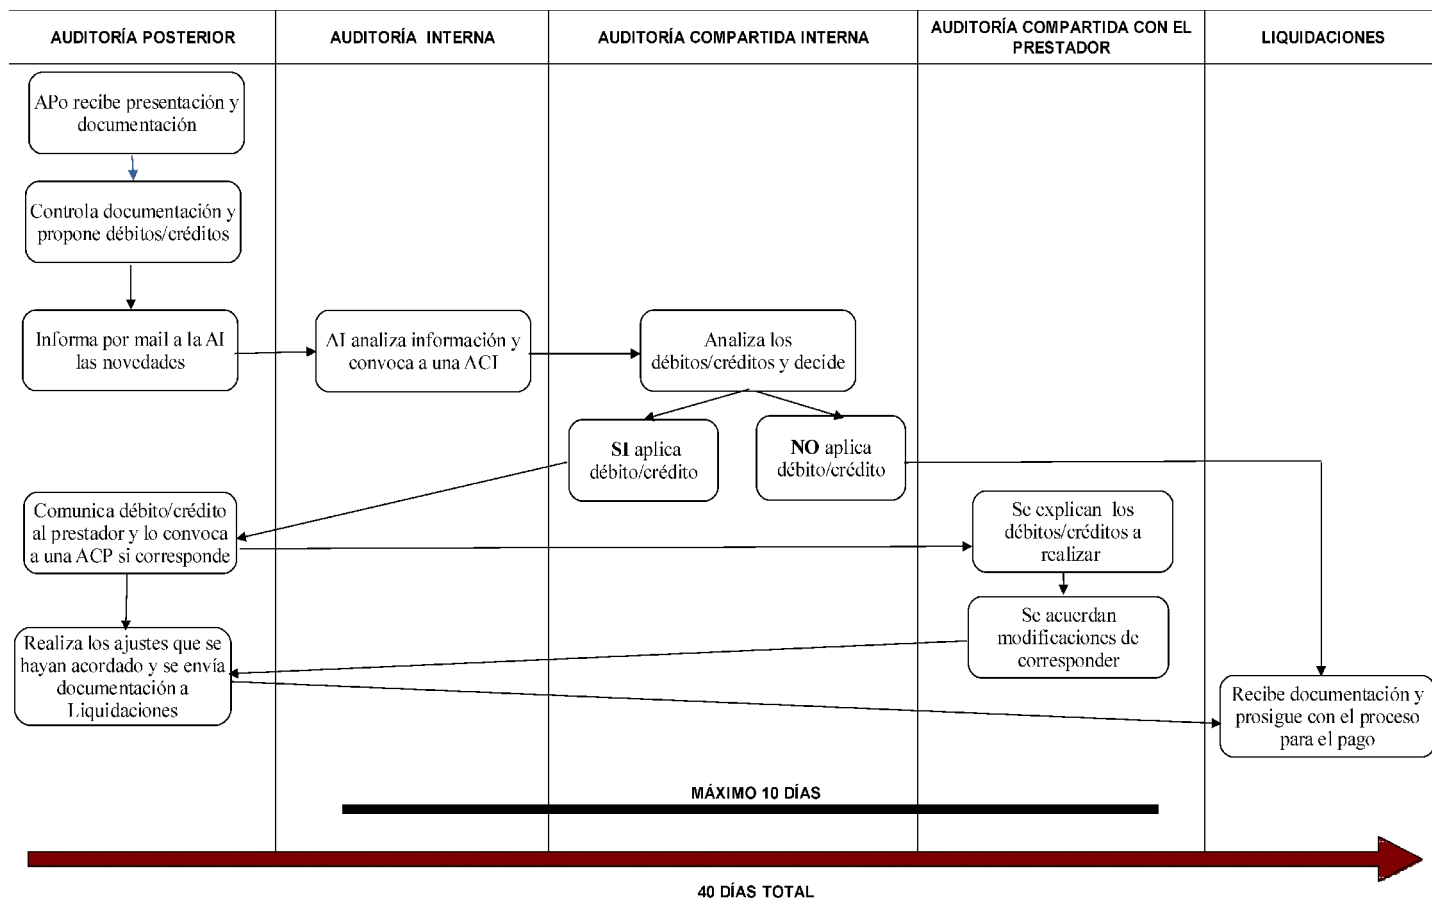 AUDITORÍA POSTERIOR
AUDITORÍA INTERNA
AUDITORÍA COMPARTIDA INTERNA
AUDITORÍA COMPARTIDA CON EL
PRESTADOR
LIQUIDACIONES
APo recibe presentación y
documentación
Controla documentación y
propone débitos/créditos
Informa por mail a la AI
las novedades
AI analiza información y
convoca a una ACI
Analiza los
débitos/créditos y decide
SI aplica
débito/crédito
NO aplica
débito/crédito
Comunica débito/crédito
al prestador y lo convoca
a una ACP si corresponde
Se explican los
débitos/créditos a
realizar
Se acuerdan
modificaciones de
corresponder
Realiza los ajustes que se
hayan acordado y se envía
documentación a
Liquidaciones
Recibe documentación y
prosigue con el proceso
para el pago
MÁXIMO 10 DÍAS
40 DÍAS TOTAL